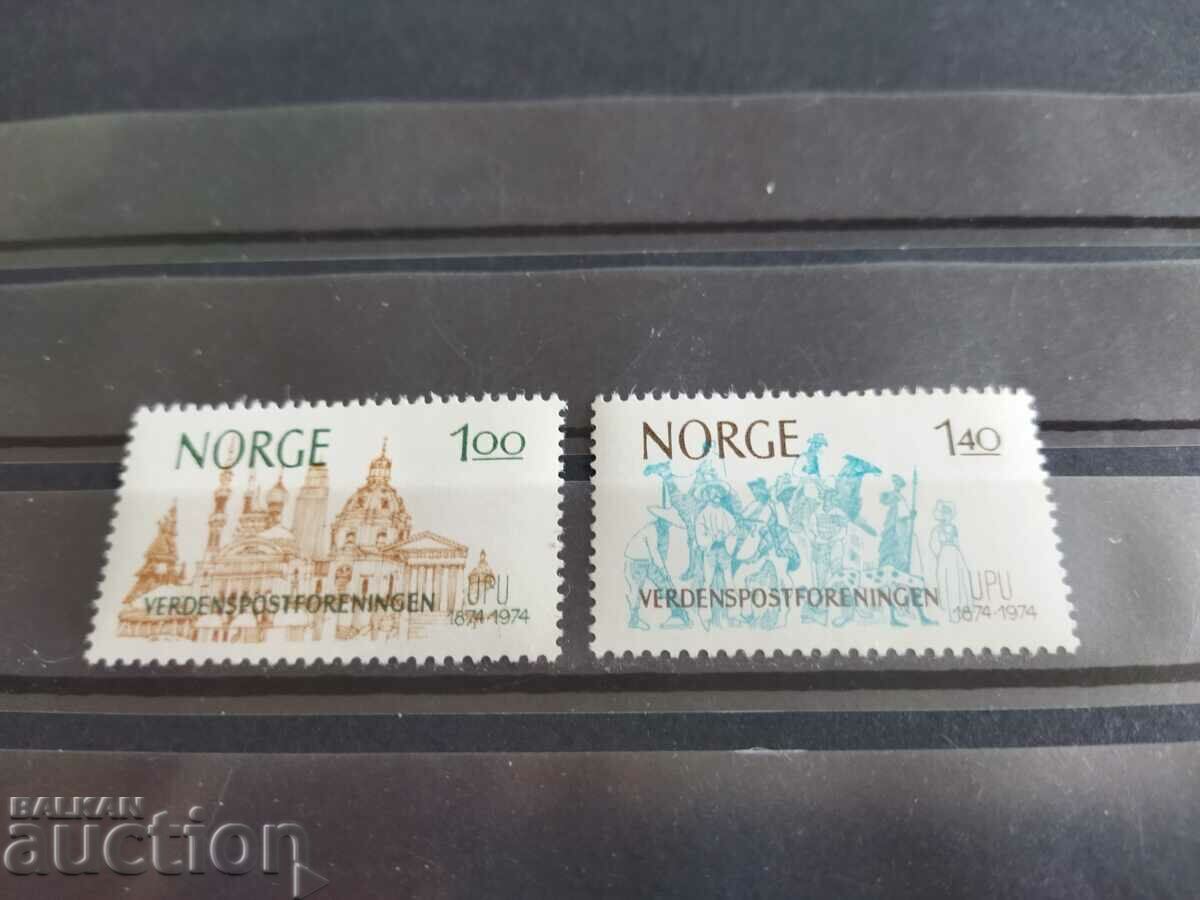 NORGE 1.00
VERDENSPOSTFORENINGEN UPU
1874-1974
NORGE 1.40
VERDENSPOSTFORENINGEN UPU
1874-1974
BALKAN
auction